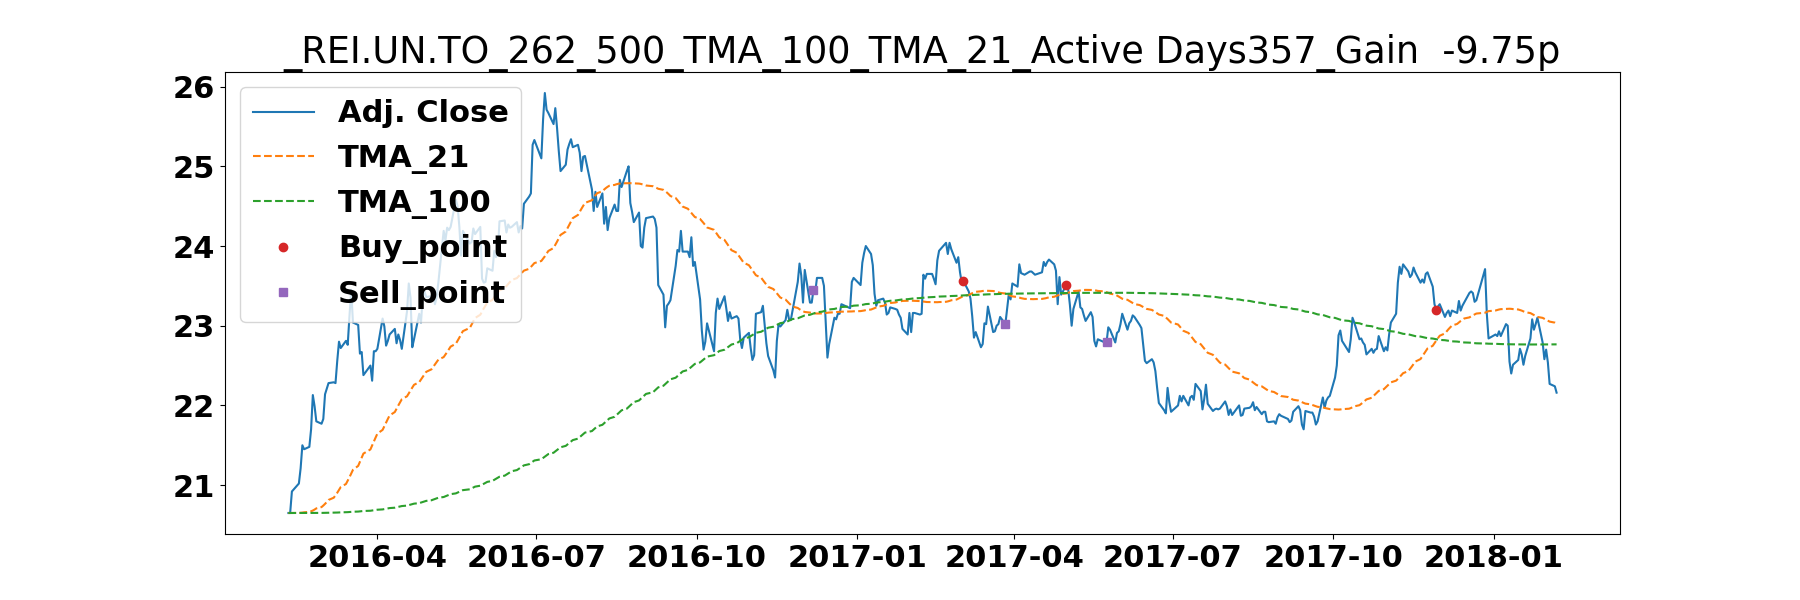 _REI.UN.TO_262_500_TMA_100_TMA_21_Active Days357_Gain  -9.75p
26
25
24
23
22
21
Adj. Close
TMA_21
TMA_100
Buy_point
Sell_point
2016-04 2016-07 2016-10 2017-01 2017-04 2017-07 2017-10 2018-01